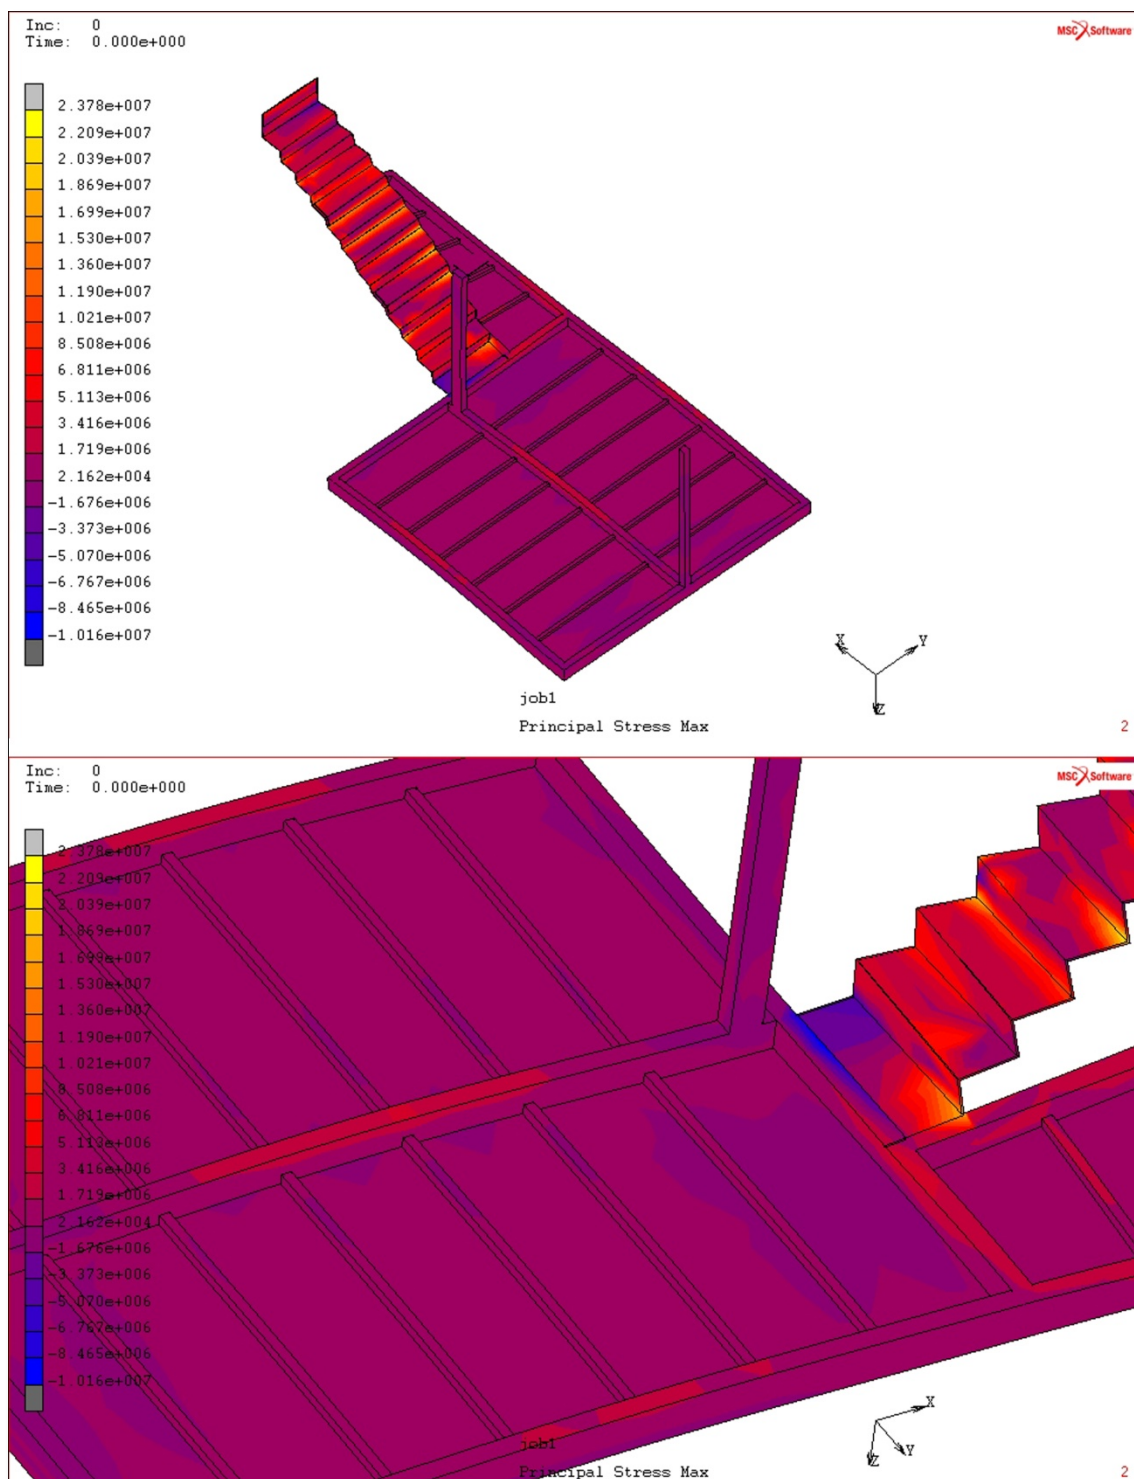 Inc: 0
Time: 0.000e+000
MSC Software
2.378e+007
2.209e+007
2.039e+007
1.869e+007
1.699e+007
1.530e+007
1.360e+007
1.190e+007
1.021e+007
8.508e+006
6.811e+006
5.113e+006
3.416e+006
1.719e+006
2.162e+004
-1.676e+006
-3.373e+006
-5.070e+006
-6.767e+006
-8.465e+006
-1.016e+007
X Y
Z
job1
Principal Stress Max
2
Inc: 0
Time: 0.000e+000
MSC Software
2.378e+007
2.209e+007
2.039e+007
1.869e+007
1.699e+007
1.530e+007
1.360e+007
1.190e+007
1.021e+007
8.508e+006
6.811e+006
5.113e+006
3.416e+006
1.719e+006
2.162e+004
-1.676e+006
-3.373e+006
-5.070e+006
-6.767e+006
-8.465e+006
-1.016e+007
X
Y
Z
job1
Principal Stress Max
2